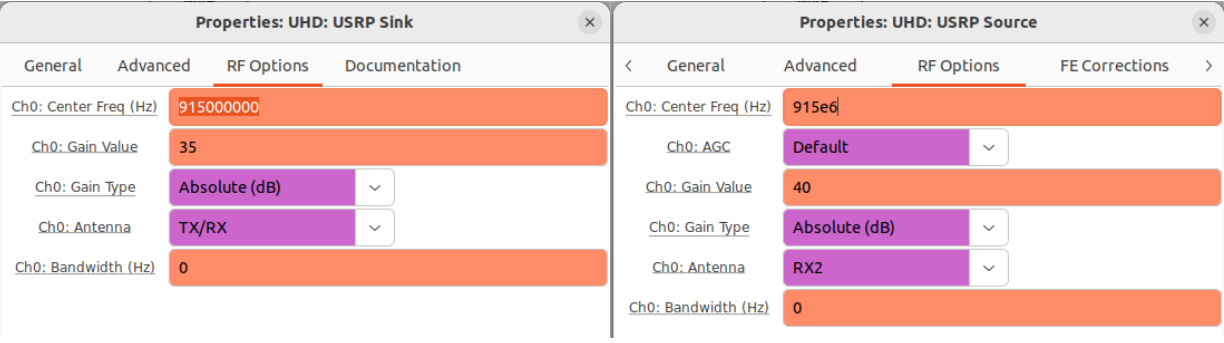 Properties: UHD: USRP Sink
General Advanced RF Options Documentation
Ch0: Center Freq (Hz) 915000000
Ch0: Gain Value 35
Ch0: Gain Type Absolute (dB)
Ch0: Antenna TX/RX
Ch0: Bandwidth (Hz) 0
Properties: UHD: USRP Source
General Advanced RF Options FE Corrections
Ch0: Center Freq (Hz) 915e6
Ch0: AGC Default
Ch0: Gain Value 40
Ch0: Gain Type Absolute (dB)
Ch0: Antenna RX2
Ch0: Bandwidth (Hz) 0